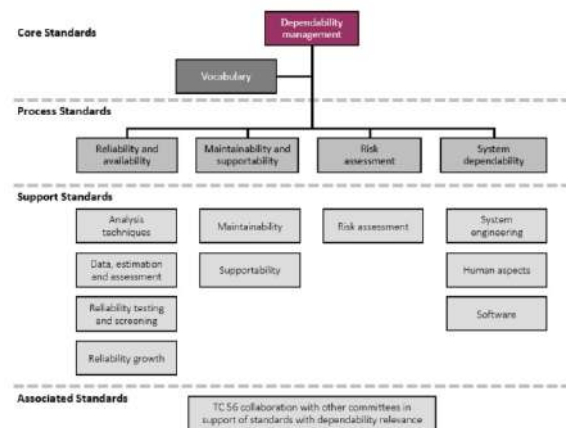 Core Standards
Dependability
management
Vocabulary
Process Standards
Reliability and
availability
Maintainability and
supportability
Risk
assessment
System
dependability
Support Standards
Analysis
techniques
Maintainability
Risk assessment
System
engineering
Data, estimation
and assessment
Supportability
Human aspects
Reliability testing
and screening
Software
Reliability growth
Associated Standards
TC 56 collaboration with other committees in
support of standards with dependability relevance